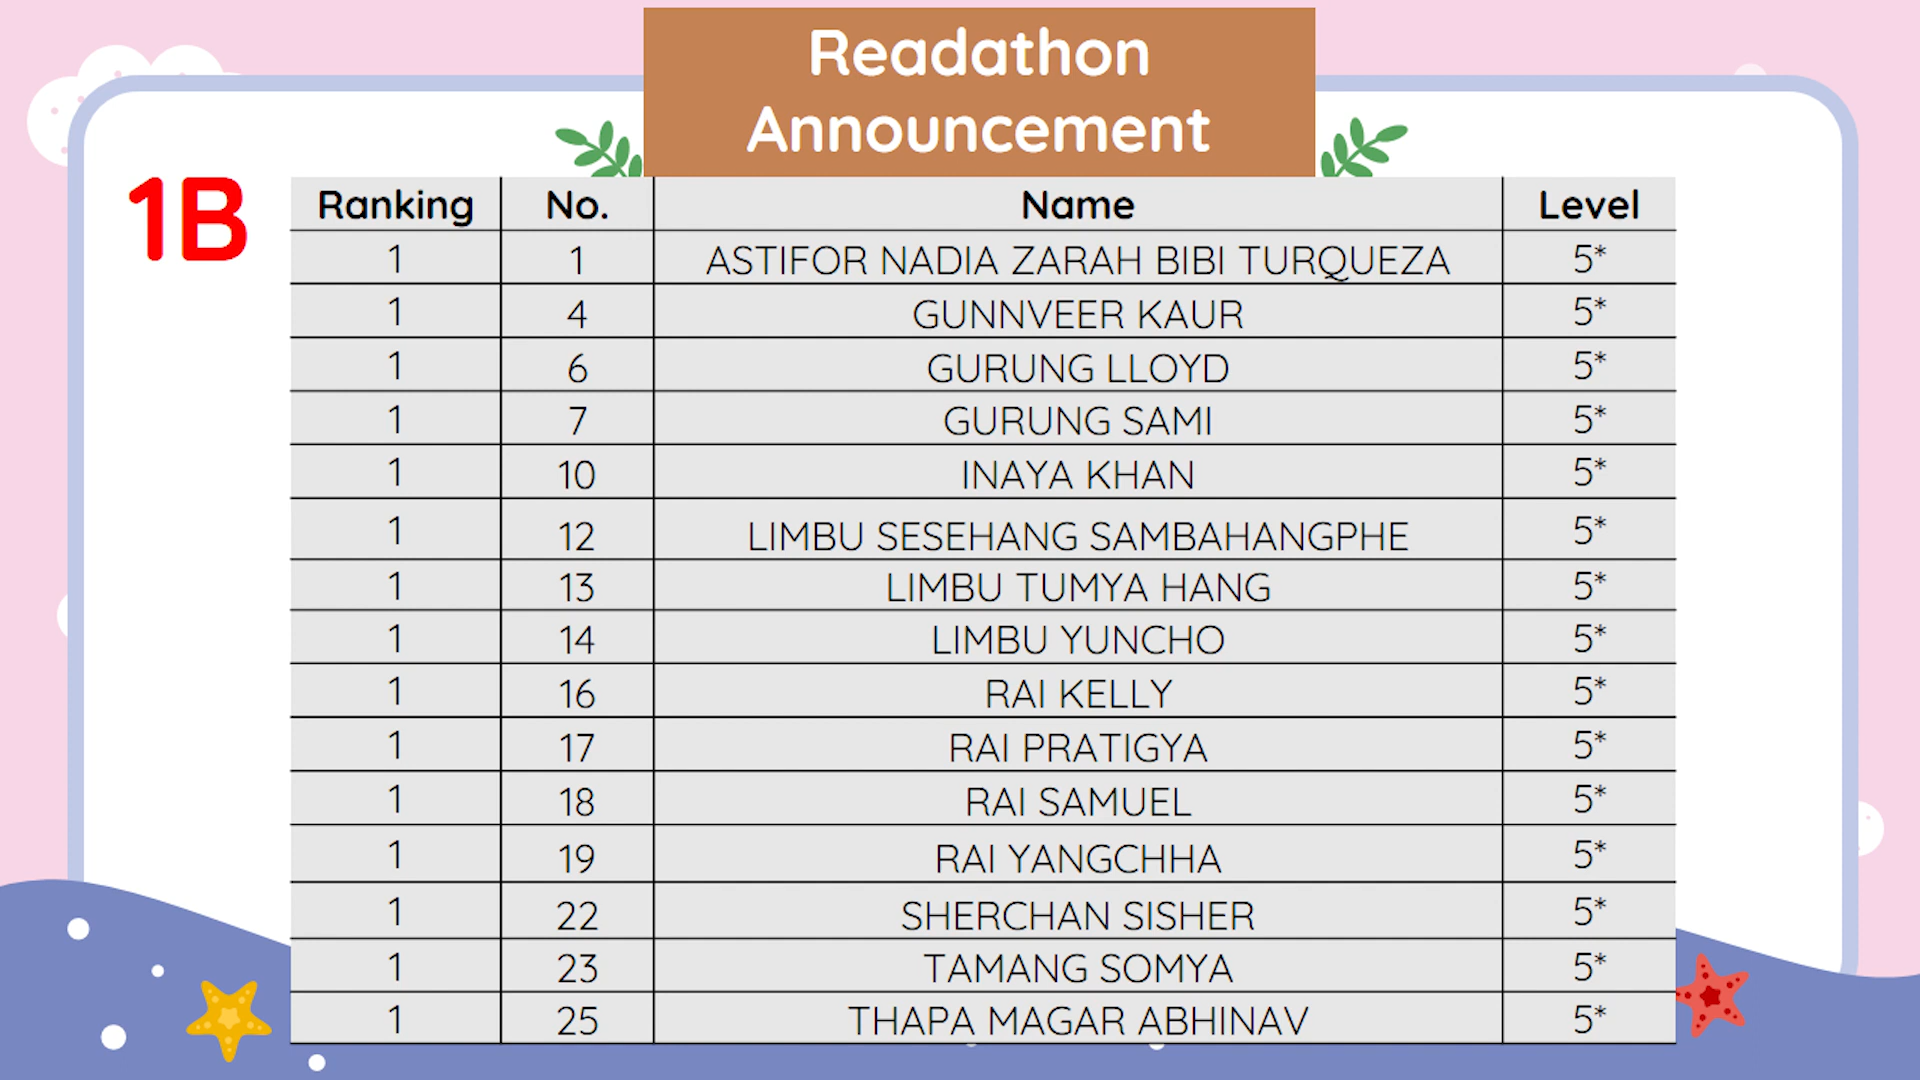 Readathon
Announcement
1B
Ranking No. Name Level
1 1 ASTIFOR NADIA ZARAH BIBI TURQUEZA 5*
1 4 GUNNVEER KAUR 5*
1 6 GURUNG LLOYD 5*
1 7 GURUNG SAMI 5*
1 10 INAYA KHAN 5*
1 12 LIMBU SESEHANG SAMBAHANGPHE 5*
1 13 LIMBU TUMYA HANG 5*
1 14 LIMBU YUNCHO 5*
1 16 RAI KELLY 5*
1 17 RAI PRATIGYA 5*
1 18 RAI SAMUEL 5*
1 19 RAI YANGCHHA 5*
1 22 SHERCHAN SISHER 5*
1 23 TAMANG SOMYA 5*
1 25 THAPA MAGAR ABHINAV 5*